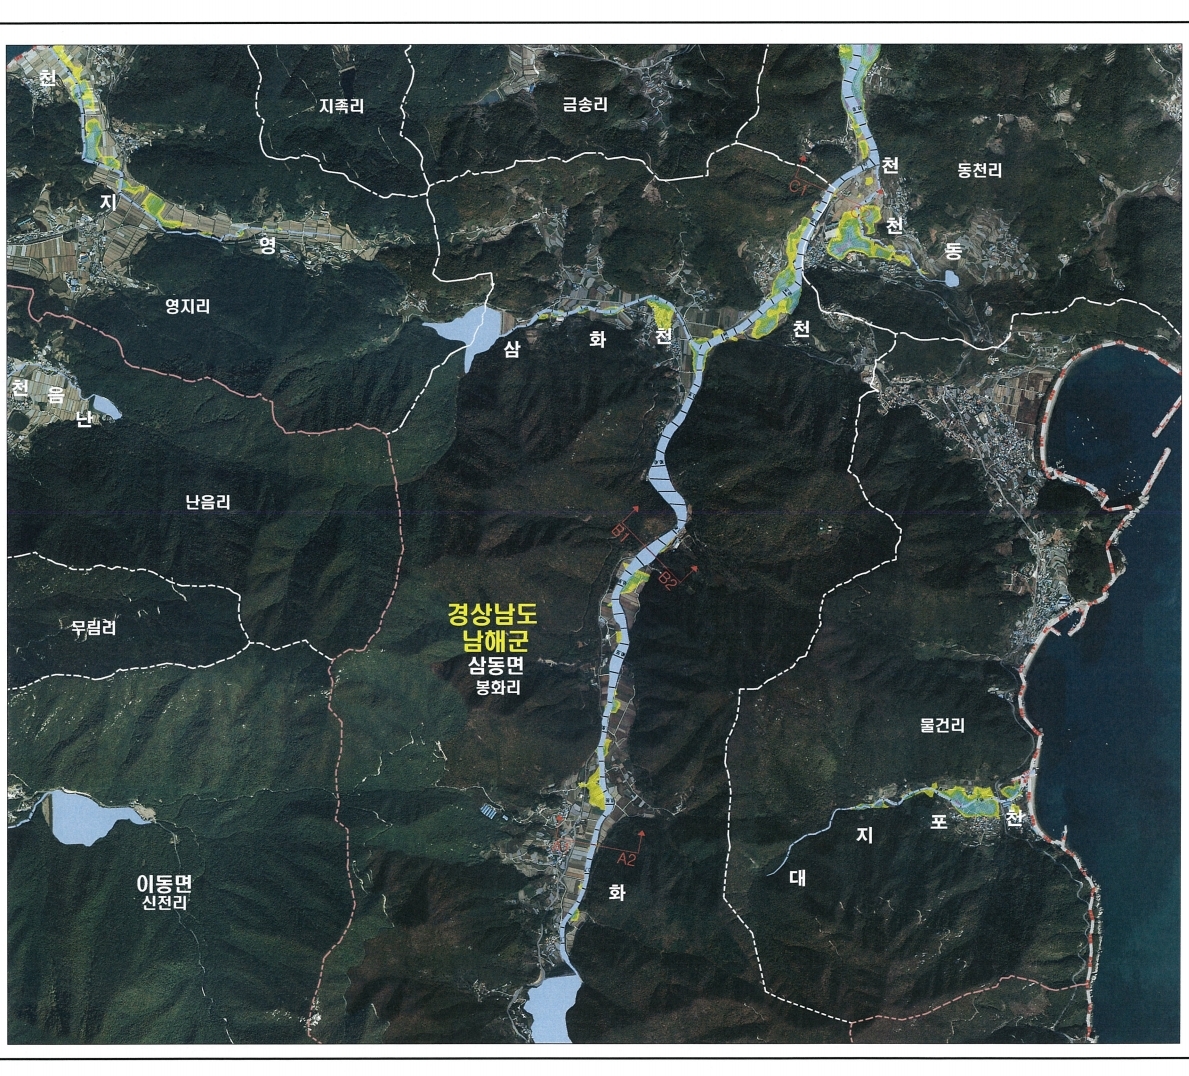 천
지족리
금송리
천
동천리
C1
지
천
영
동
영지리
천
삼
화
천
천
음
난
난음리
B1
B2
경상남도
남해군
무림리
삼동면
봉화리
물건리
지
포
천
A2
대
이동면
화
신전리